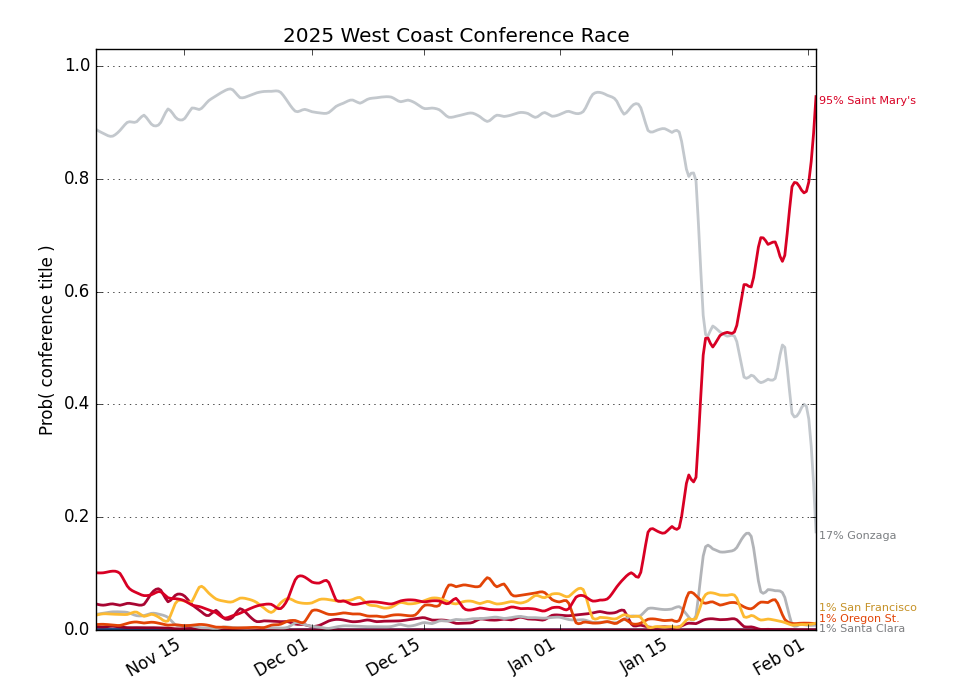 2025 West Coast Conference Race
1.0
0.8
0.6
0.4
0.2
0.0
Prob( conference title )
95% Saint Mary's
17% Gonzaga
1% San Francisco
1% Oregon St.
1% Santa Clara
Nov 15
Dec 01
Dec 15
Jan 01
Jan 15
Feb 01